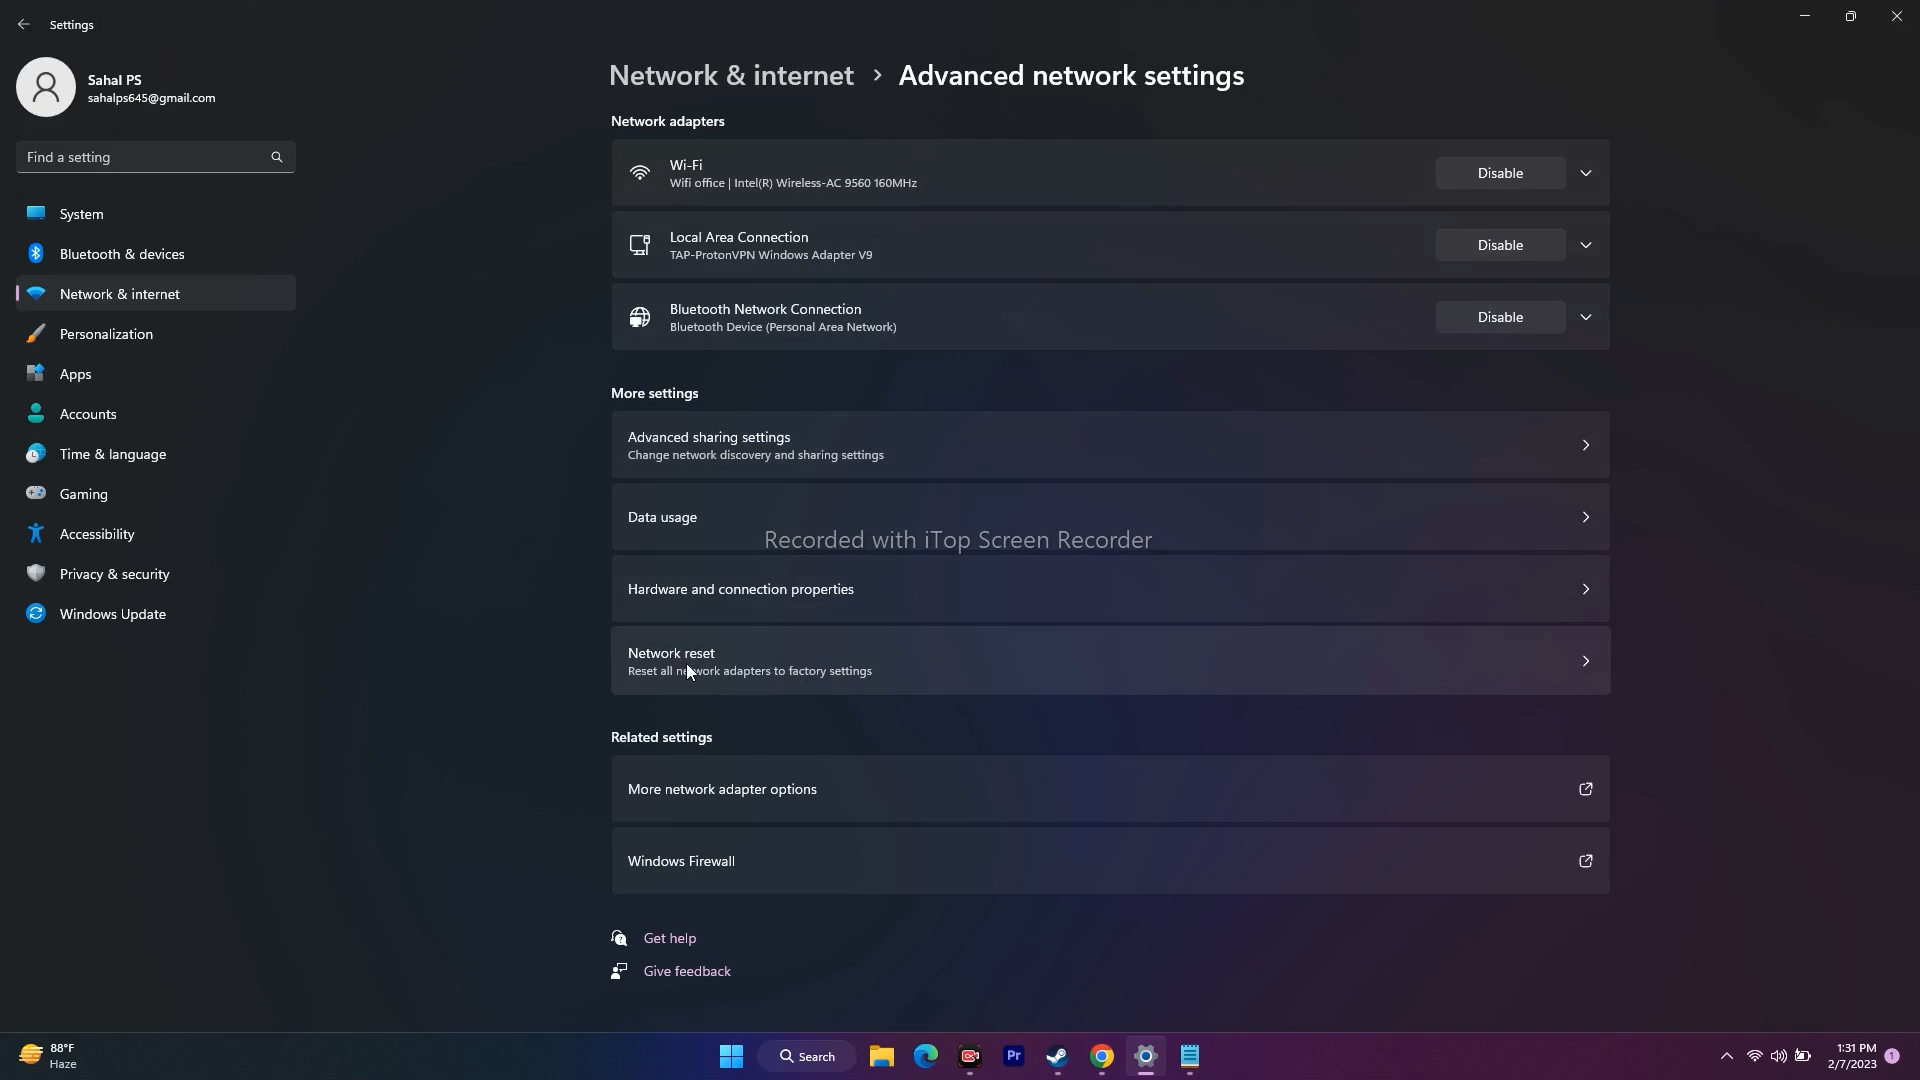 Settings
Sahal PS
sahalps645@gmail.com
Find a setting
System
Bluetooth & devices
Network & internet
Personalization
Apps
Accounts
Time & language
Gaming
Accessibility
Privacy & security
Windows Update
Network & internet > Advanced network settings
Network adapters
Wi-Fi
Wifi office | Intel(R) Wireless-AC 9560 160MHz
Disable
Local Area Connection
TAP-ProtonVPN Windows Adapter V9
Disable
Bluetooth Network Connection
Bluetooth Device (Personal Area Network)
Disable
More settings
Advanced sharing settings
Change network discovery and sharing settings
Data usage
Recorded with iTop Screen Recorder
Hardware and connection properties
Network reset
Reset all network adapters to factory settings
Related settings
More network adapter options
Windows Firewall
Get help
Give feedback
88°F
Haze
Search
Pr
1:31 PM
2/7/2023
1